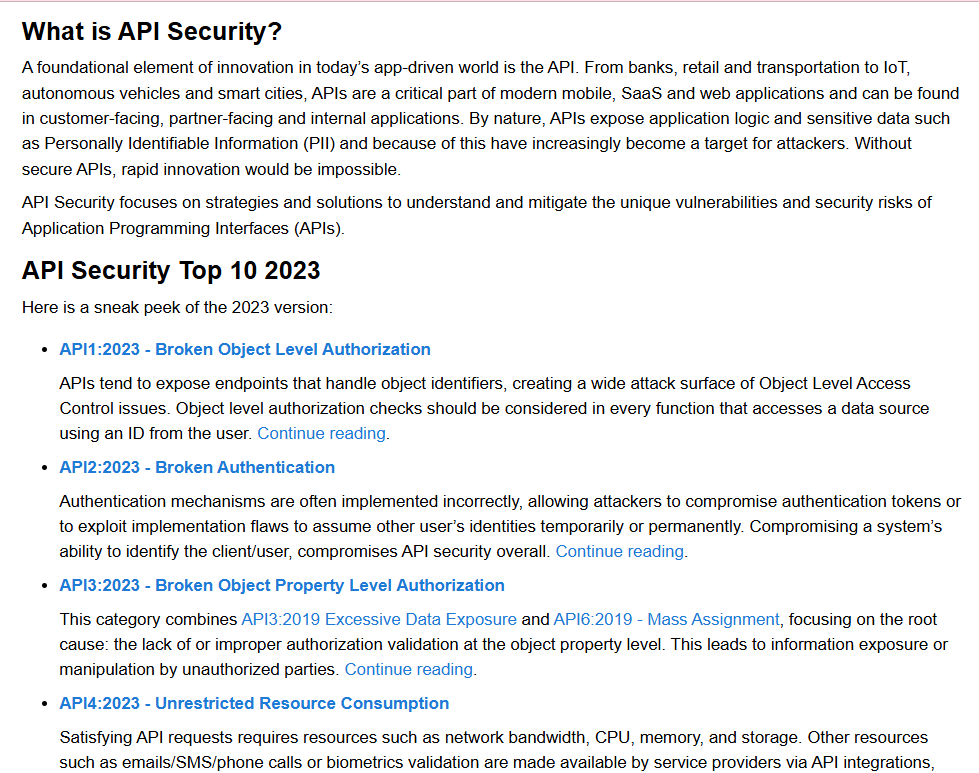 What is API Security?
A foundational element of innovation in today’s app-driven world is the API. From banks, retail and transportation to IoT,
autonomous vehicles and smart cities, APIs are a critical part of modern mobile, SaaS and web applications and can be found
in customer-facing, partner-facing and internal applications. By nature, APIs expose application logic and sensitive data such
as Personally Identifiable Information (PII) and because of this have increasingly become a target for attackers. Without
secure APIs, rapid innovation would be impossible.
API Security focuses on strategies and solutions to understand and mitigate the unique vulnerabilities and security risks of
Application Programming Interfaces (APIs).
API Security Top 10 2023
Here is a sneak peek of the 2023 version:
• API1:2023 - Broken Object Level Authorization
APIs tend to expose endpoints that handle object identifiers, creating a wide attack surface of Object Level Access
Control issues. Object level authorization checks should be considered in every function that accesses a data source
using an ID from the user. Continue reading.
• API2:2023 - Broken Authentication
Authentication mechanisms are often implemented incorrectly, allowing attackers to compromise authentication tokens or
to exploit implementation flaws to assume other user’s identities temporarily or permanently. Compromising a system’s
ability to identify the client/user, compromises API security overall. Continue reading.
• API3:2023 - Broken Object Property Level Authorization
This category combines API3:2019 Excessive Data Exposure and API6:2019 - Mass Assignment, focusing on the root
cause: the lack of or improper authorization validation at the object property level. This leads to information exposure or
manipulation by unauthorized parties. Continue reading.
• API4:2023 - Unrestricted Resource Consumption
Satisfying API requests requires resources such as network bandwidth, CPU, memory, and storage. Other resources
such as emails/SMS/phone calls or biometrics validation are made available by service providers via API integrations,